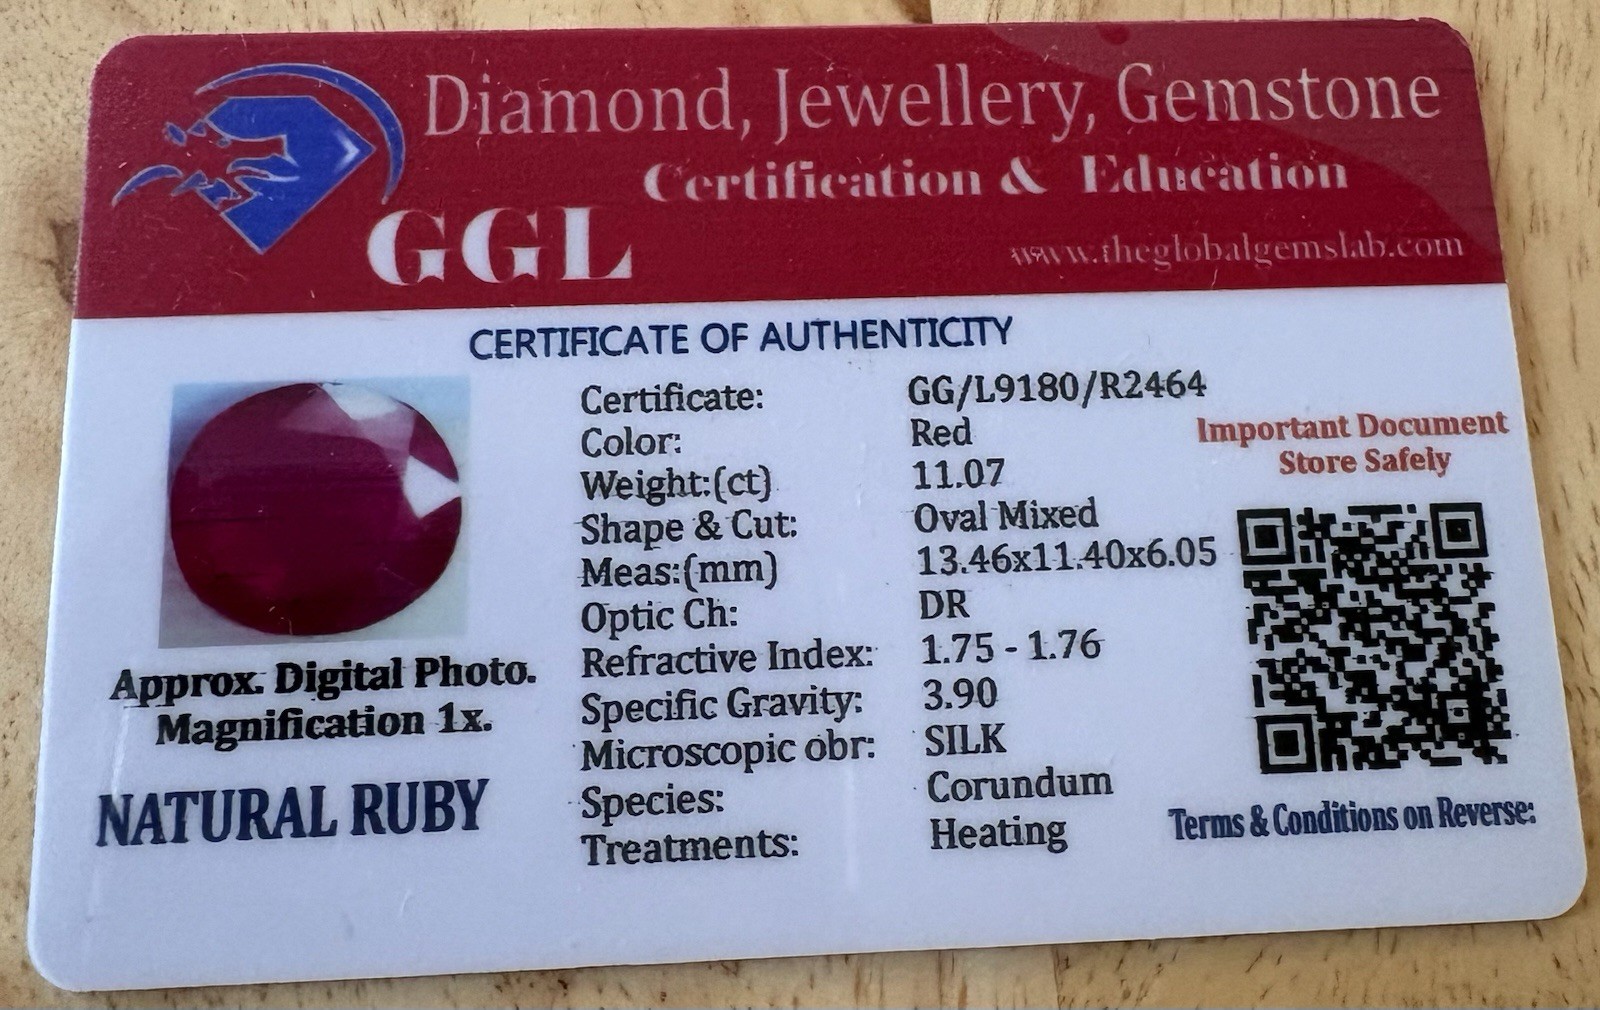 Diamond, Jewellery, Gemstone
Certification & Education
GGL
www.theglobalgemslab.com
CERTIFICATE OF AUTHENTICITY
Certificate: GG/L9180/R2464
Color: Red
Weight:(ct) 11.07
Shape & Cut: Oval Mixed
Meas:(mm) 13.46x11.40x6.05
Optic Ch: DR
Refractive Index: 1.75 - 1.76
Specific Gravity: 3.90
Microscopic obr: SILK
Species: Corundum
Treatments: Heating
Approx. Digital Photo.
Magnification 1x.
NATURAL RUBY
Important Document
Store Safely
Terms & Conditions on Reverse: